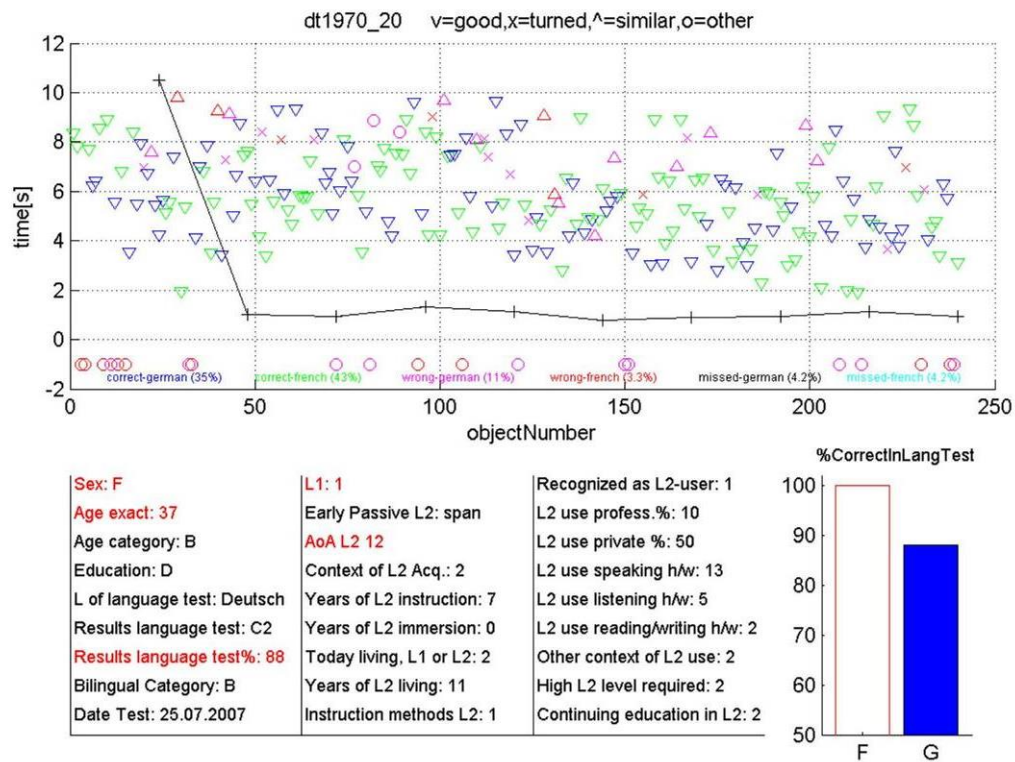 dt1970_20 v=good,x=turned,^=similar,o=other
12
10
8
6
4
2
0
-2
time[s]
correct-german (35%) correct-french (43%) wrong-german (11%) wrong-french (3.3%) missed-german (4.2%) missed-french (4.2%)
0 50 100 150 200 250
objectNumber
Sex: F
Age exact: 37
Age category: B
Education: D
L of language test: Deutsch
Results language test: C2
Results language test%: 88
Bilingual Category: B
Date Test: 25.07.2007
L1: 1
Early Passive L2: span
AoA L2 12
Context of L2 Acq.: 2
Years of L2 instruction: 7
Years of L2 immersion: 0
Today living, L1 or L2: 2
Years of L2 living: 11
Instruction methods L2: 1
Recognized as L2-user: 1
L2 use profess.%: 10
L2 use private %: 50
L2 use speaking h/w: 13
L2 use listening h/w: 5
L2 use reading/writing h/w: 2
Other context of L2 use: 2
High L2 level required: 2
Continuing education in L2: 2
%CorrectInLangTest
100
90
80
70
60
50
F G